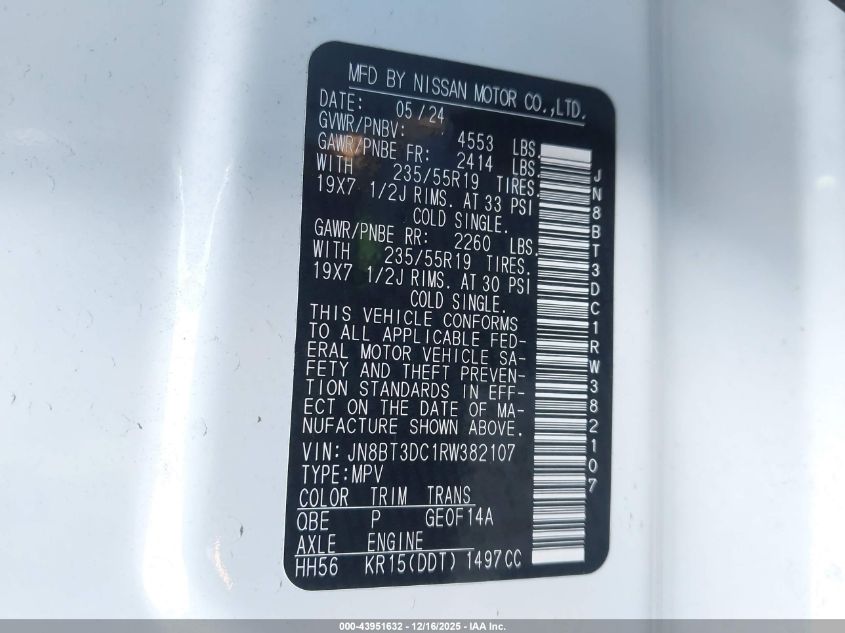 MFD BY NISSAN MOTOR CO.,LTD.
DATE: 05/24
GVWR/PNBV: 4553 LBS.
GAWR/PNBE FR: 2414 LBS.
WITH 235/55R19 TIRES.
19X7 1/2J RIMS. AT 33 PSI
COLD SINGLE.
GAWR/PNBE RR: 2260 LBS.
WITH 235/55R19 TIRES.
19X7 1/2J RIMS. AT 30 PSI
COLD SINGLE.
THIS VEHICLE CONFORMS
TO ALL APPLICABLE FED-
ERAL MOTOR VEHICLE SA-
FETY AND THEFT PREVEN-
TION STANDARDS IN EFF-
ECT ON THE DATE OF MA-
NUFACTURE SHOWN ABOVE.
VIN: JN8BT3DC1RW382107
TYPE:MPV
COLOR TRIM TRANS
QBE P GE0F14A
AXLE ENGINE
HH56 KR15(DDT) 1497CC
JN8BT3DC1RW382107
000-43951632 - 12/16/2025 - IAA Inc.